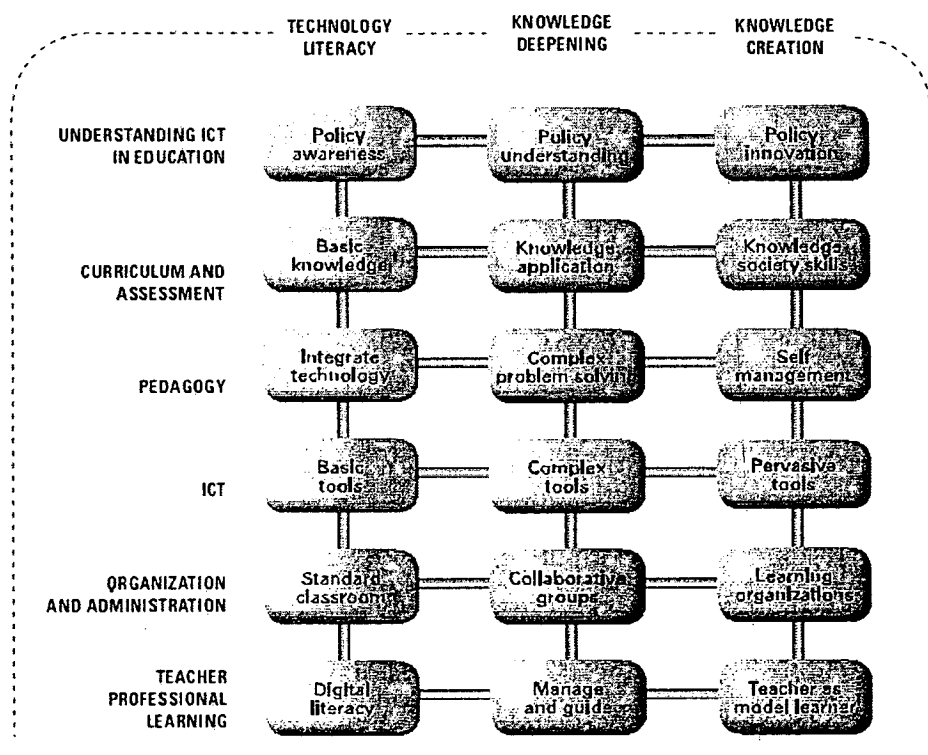 TECHNOLOGY
LITERACY
KNOWLEDGE
DEEPENING
KNOWLEDGE
CREATION
UNDERSTANDING ICT
IN EDUCATION
Policy
awareness
Policy
understanding
Policy
innovation
CURRICULUM AND
ASSESSMENT
Basic
knowledge
Knowledge
application
Knowledge
society skills
PEDAGOGY
Integrate
technology
Complex
problem solving
Self
management
ICT
Basic
tools
Complex
tools
Pervasive
tools
ORGANIZATION
AND ADMINISTRATION
Standard
classroom
Collaborative
groups
Learning
organizations
TEACHER
PROFESSIONAL
LEARNING
Digital
literacy
Manage
and guide
Teacher as
model learner